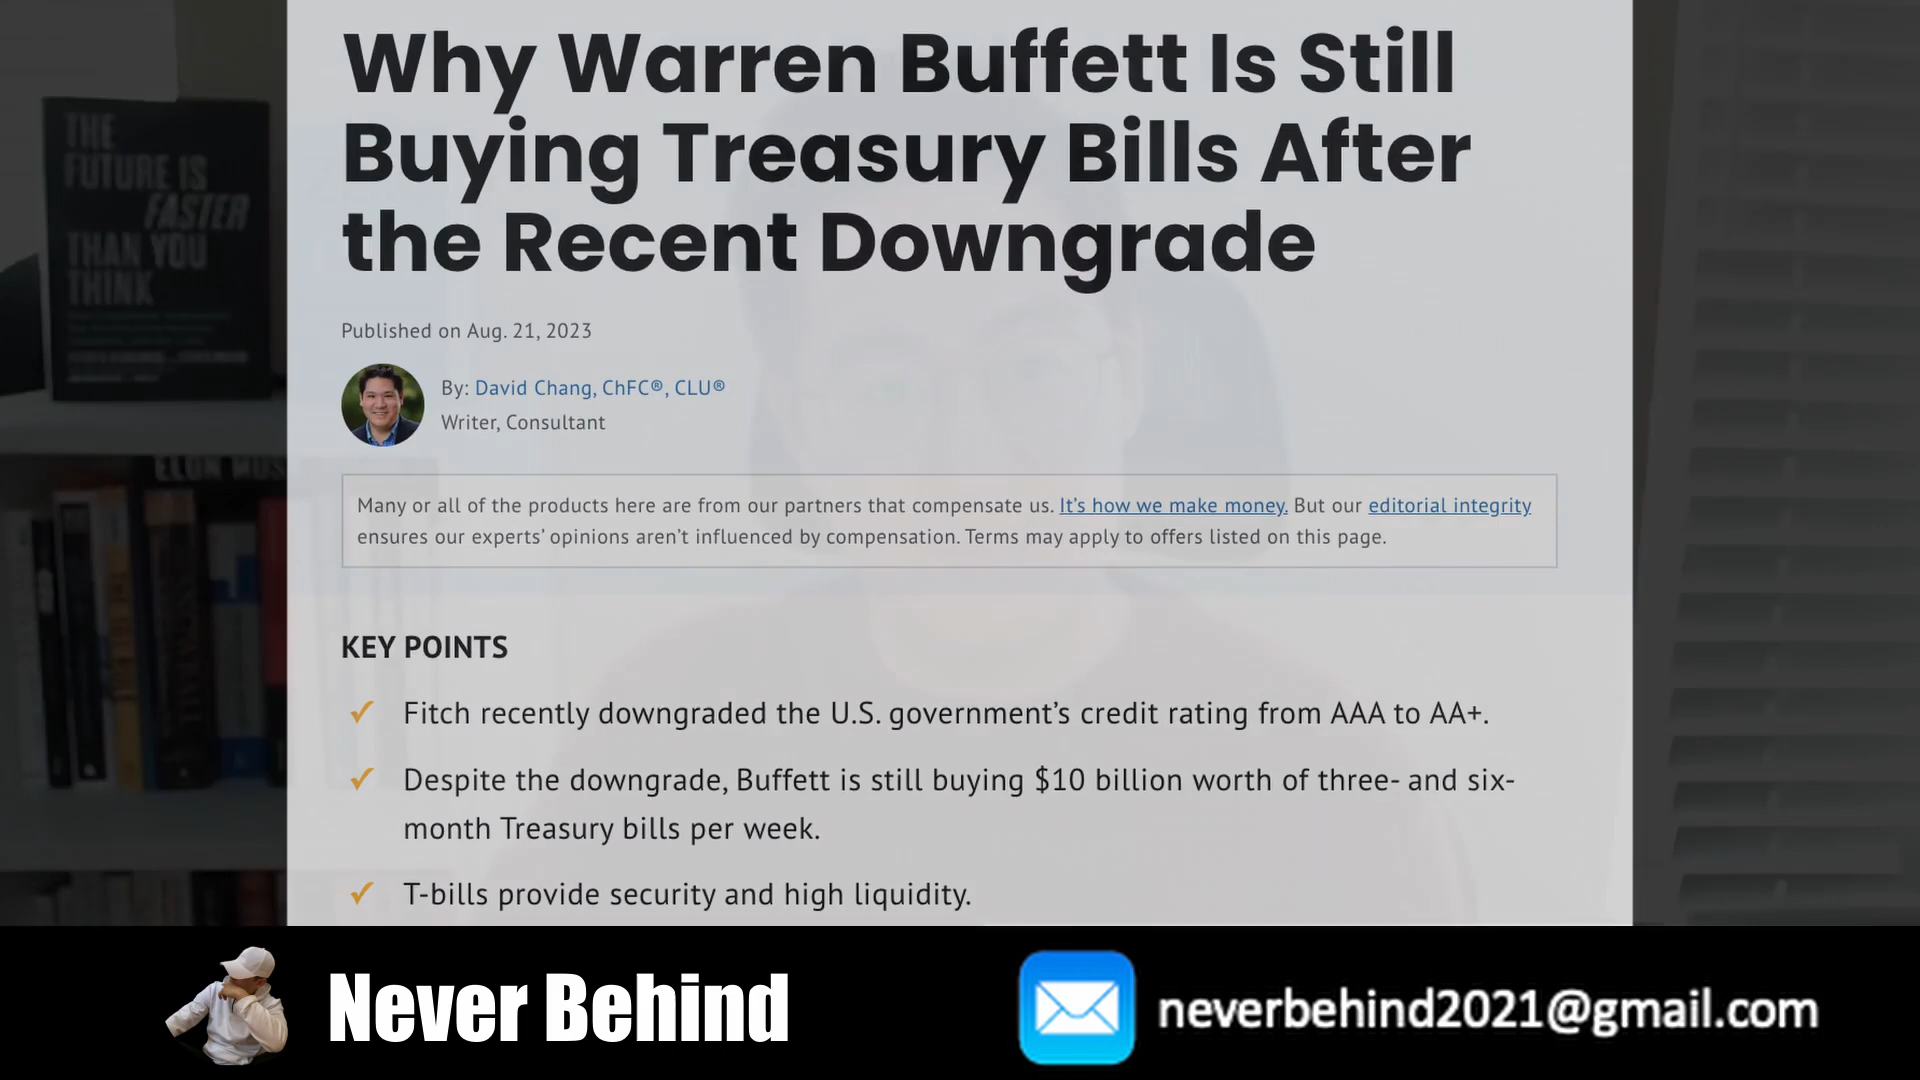 Why Warren Buffett Is Still
Buying Treasury Bills After
the Recent Downgrade
Published on Aug. 21, 2023
By: David Chang, ChFC®, CLU®
Writer, Consultant
Many or all of the products here are from our partners that compensate us. It's how we make money. But our editorial integrity
ensures our experts' opinions aren't influenced by compensation. Terms may apply to offers listed on this page.
KEY POINTS
✓ Fitch recently downgraded the U.S. government's credit rating from AAA to AA+.
✓ Despite the downgrade, Buffett is still buying $10 billion worth of three- and six-
month Treasury bills per week.
✓ T-bills provide security and high liquidity.
THE
FUTURE IS
FASTER
THAN YOU
THINK
ELON MUS
Never Behind
neverbehind2021@gmail.com